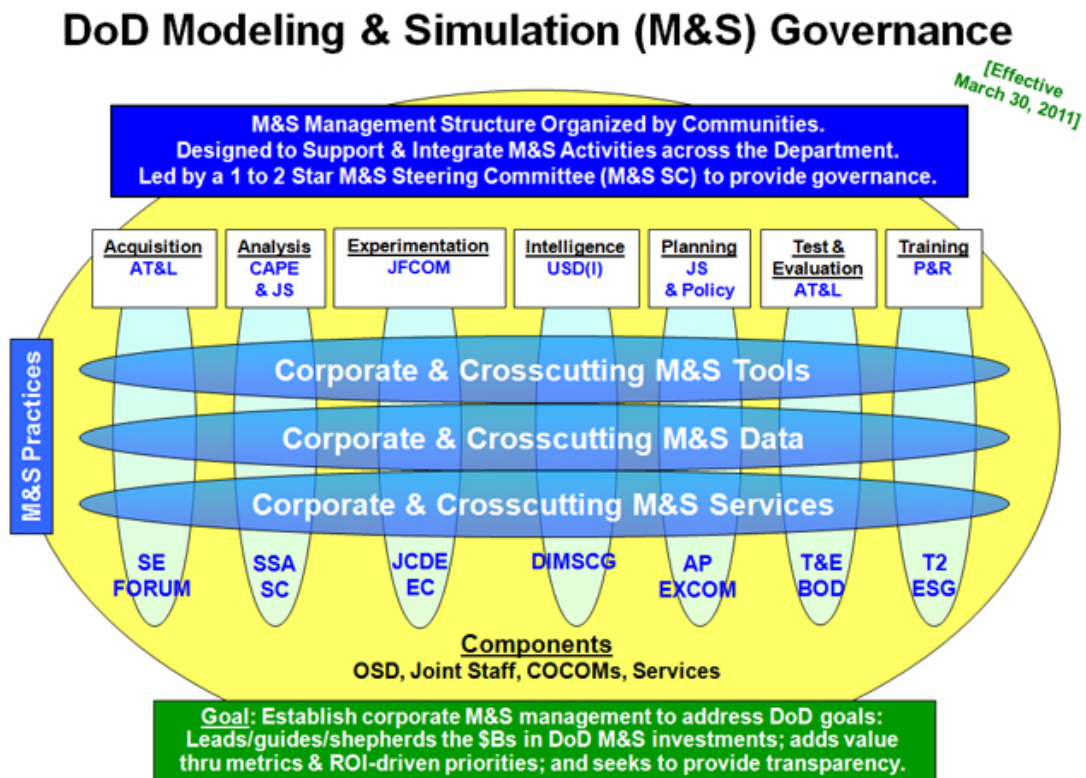 DoD Modeling & Simulation (M&S) Governance
[Effective
March 30, 2011]
M&S Management Structure Organized by Communities.
Designed to Support & Integrate M&S Activities across the Department.
Led by a 1 to 2 Star M&S Steering Committee (M&S SC) to provide governance.
Acquisition
AT&L
Analysis
CAPE
& JS
Experimentation
JFCOM
Intelligence
USD(I)
Planning
JS
& Policy
Test &
Evaluation
AT&L
Training
P&R
M&S Practices
Corporate & Crosscutting M&S Tools
Corporate & Crosscutting M&S Data
Corporate & Crosscutting M&S Services
SE
FORUM
SSA
SC
JCDE
EC
DIMSCG
AP
EXCOM
T&E
BOD
T2
ESG
Components
OSD, Joint Staff, COCOMs, Services
Goal: Establish corporate M&S management to address DoD goals:
Leads/guides/shepherds the $Bs in DoD M&S investments; adds value
thru metrics & ROI-driven priorities; and seeks to provide transparency.